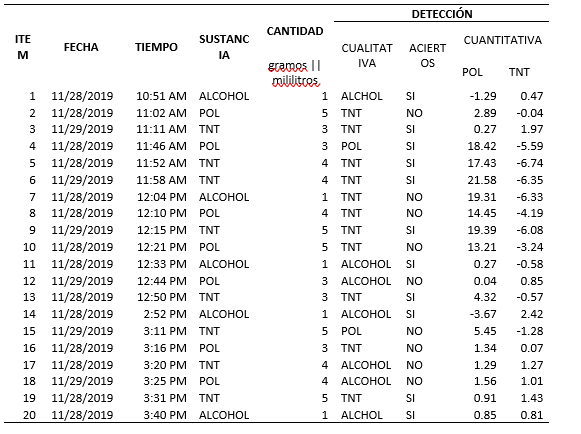 DETECCIÓN
ITE
M
FECHA
TIEMPO
SUSTANC
IA
CANTIDAD
gramos ||
mililitros
CUALITAT
IVA
ACIERT
OS
CUANTITATIVA
POL TNT
1 11/28/2019 10:51 AM ALCOHOL 1 ALCHOL SI -1.29 0.47
2 11/28/2019 11:02 AM POL 5 TNT NO 2.89 -0.04
3 11/29/2019 11:11 AM TNT 3 TNT SI 0.27 1.97
4 11/28/2019 11:46 AM POL 3 POL SI 18.42 -5.59
5 11/28/2019 11:52 AM TNT 4 TNT SI 17.43 -6.74
6 11/29/2019 11:58 AM TNT 4 TNT SI 21.58 -6.35
7 11/28/2019 12:04 PM ALCOHOL 1 TNT NO 19.31 -6.33
8 11/28/2019 12:10 PM POL 4 TNT NO 14.45 -4.19
9 11/29/2019 12:15 PM TNT 5 TNT SI 19.39 -6.08
10 11/28/2019 12:21 PM POL 5 TNT NO 13.21 -3.24
11 11/28/2019 12:33 PM ALCOHOL 1 ALCOHOL SI 0.27 -0.58
12 11/29/2019 12:44 PM POL 3 ALCOHOL NO 0.04 0.85
13 11/28/2019 12:50 PM TNT 3 TNT SI 4.32 -0.57
14 11/28/2019 2:52 PM ALCOHOL 1 ALCOHOL SI -3.67 2.42
15 11/29/2019 3:11 PM TNT 5 POL NO 5.45 -1.28
16 11/28/2019 3:16 PM POL 3 TNT NO 1.34 0.07
17 11/28/2019 3:20 PM TNT 4 ALCOHOL NO 1.29 1.27
18 11/29/2019 3:25 PM POL 4 ALCOHOL NO 1.56 1.01
19 11/28/2019 3:31 PM TNT 5 TNT SI 0.91 1.43
20 11/28/2019 3:40 PM ALCOHOL 1 ALCHOL SI 0.85 0.81